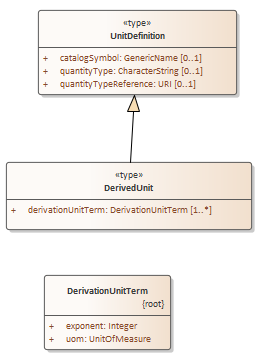 «type»
UnitDefinition
+ catalogSymbol: GenericName [0..1]
+ quantityType: CharacterString [0..1]
+ quantityTypeReference: URI [0..1]
«type»
DerivedUnit
+ derivationUnitTerm: DerivationUnitTerm [1..*]
DerivationUnitTerm
{root}
+ exponent: Integer
+ uom: UnitOfMeasure